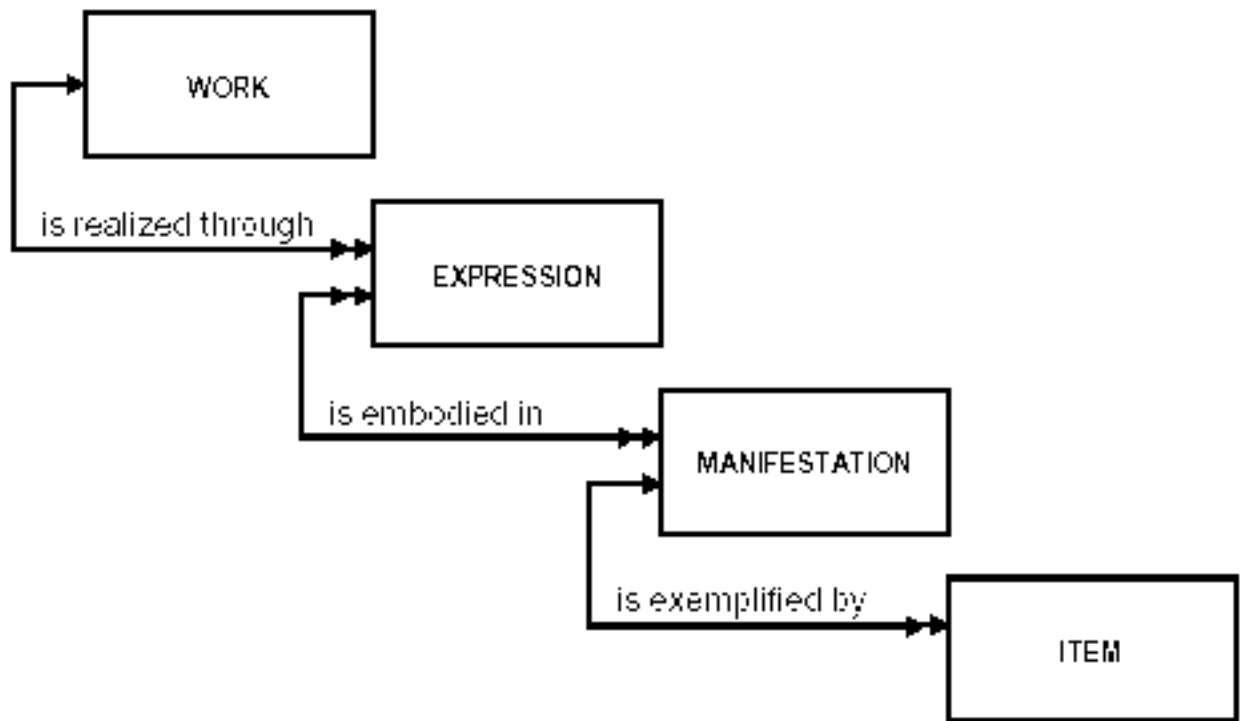 WORK
is realized through
EXPRESSION
is embodied in
MANIFESTATION
is exemplified by
ITEM